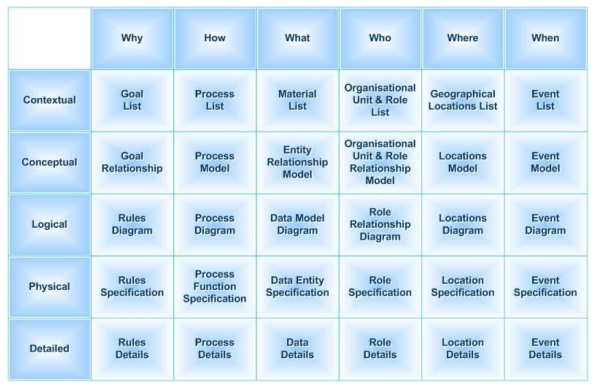 Why How What Who Where When
Contextual
Goal
List
Process
List
Material
List
Organisational
Unit & Role
List
Geographical
Locations List
Event
List
Conceptual
Goal
Relationship
Process
Model
Entity
Relationship
Model
Organisational
Unit & Role
Relationship
Model
Locations
Model
Event
Model
Logical
Rules
Diagram
Process
Diagram
Data Model
Diagram
Role
Relationship
Diagram
Locations
Diagram
Event
Diagram
Physical
Rules
Specification
Process
Function
Specification
Data Entity
Specification
Role
Specification
Location
Specification
Event
Specification
Detailed
Rules
Details
Process
Details
Data
Details
Role
Details
Location
Details
Event
Details